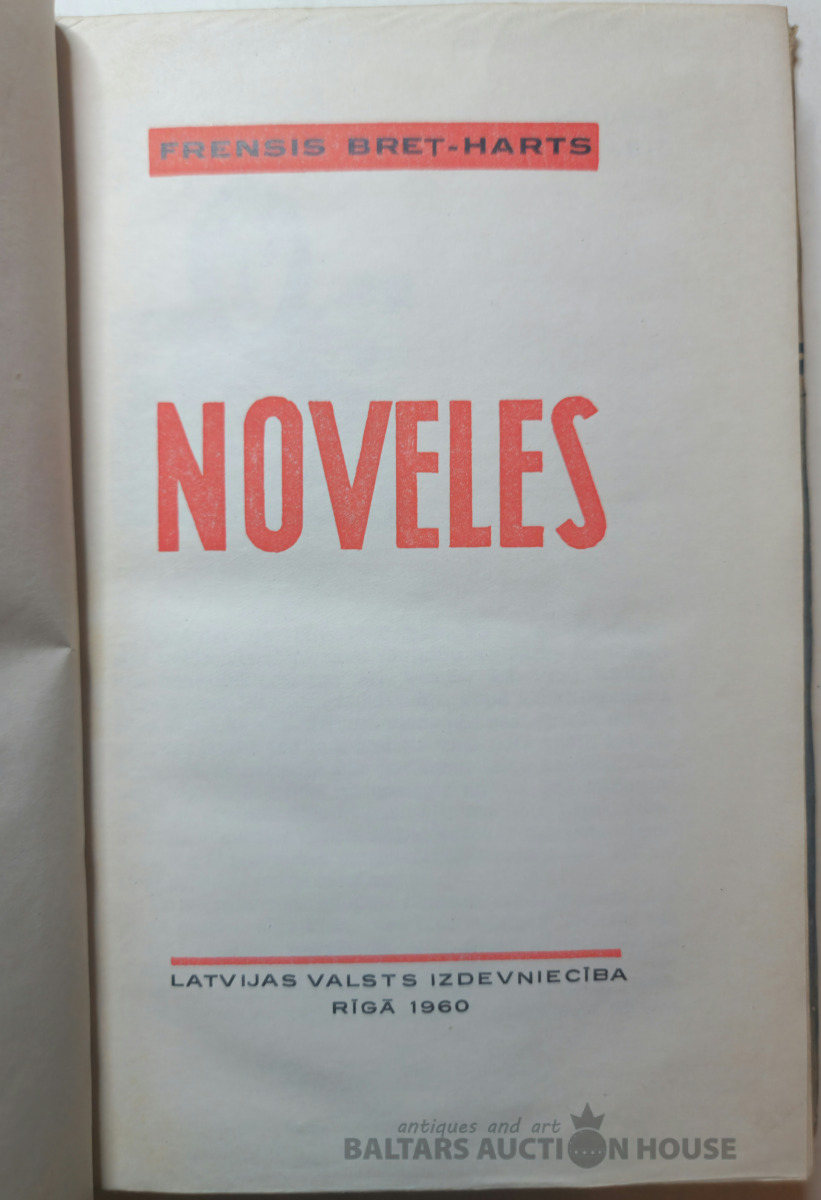 FRENSIS BRET-HARTS
NOVELES
LATVIJAS VALSTS IZDEVNIECĪBA
RĪGĀ 1960
antiques and art
BALTARS AUCTION HOUSE